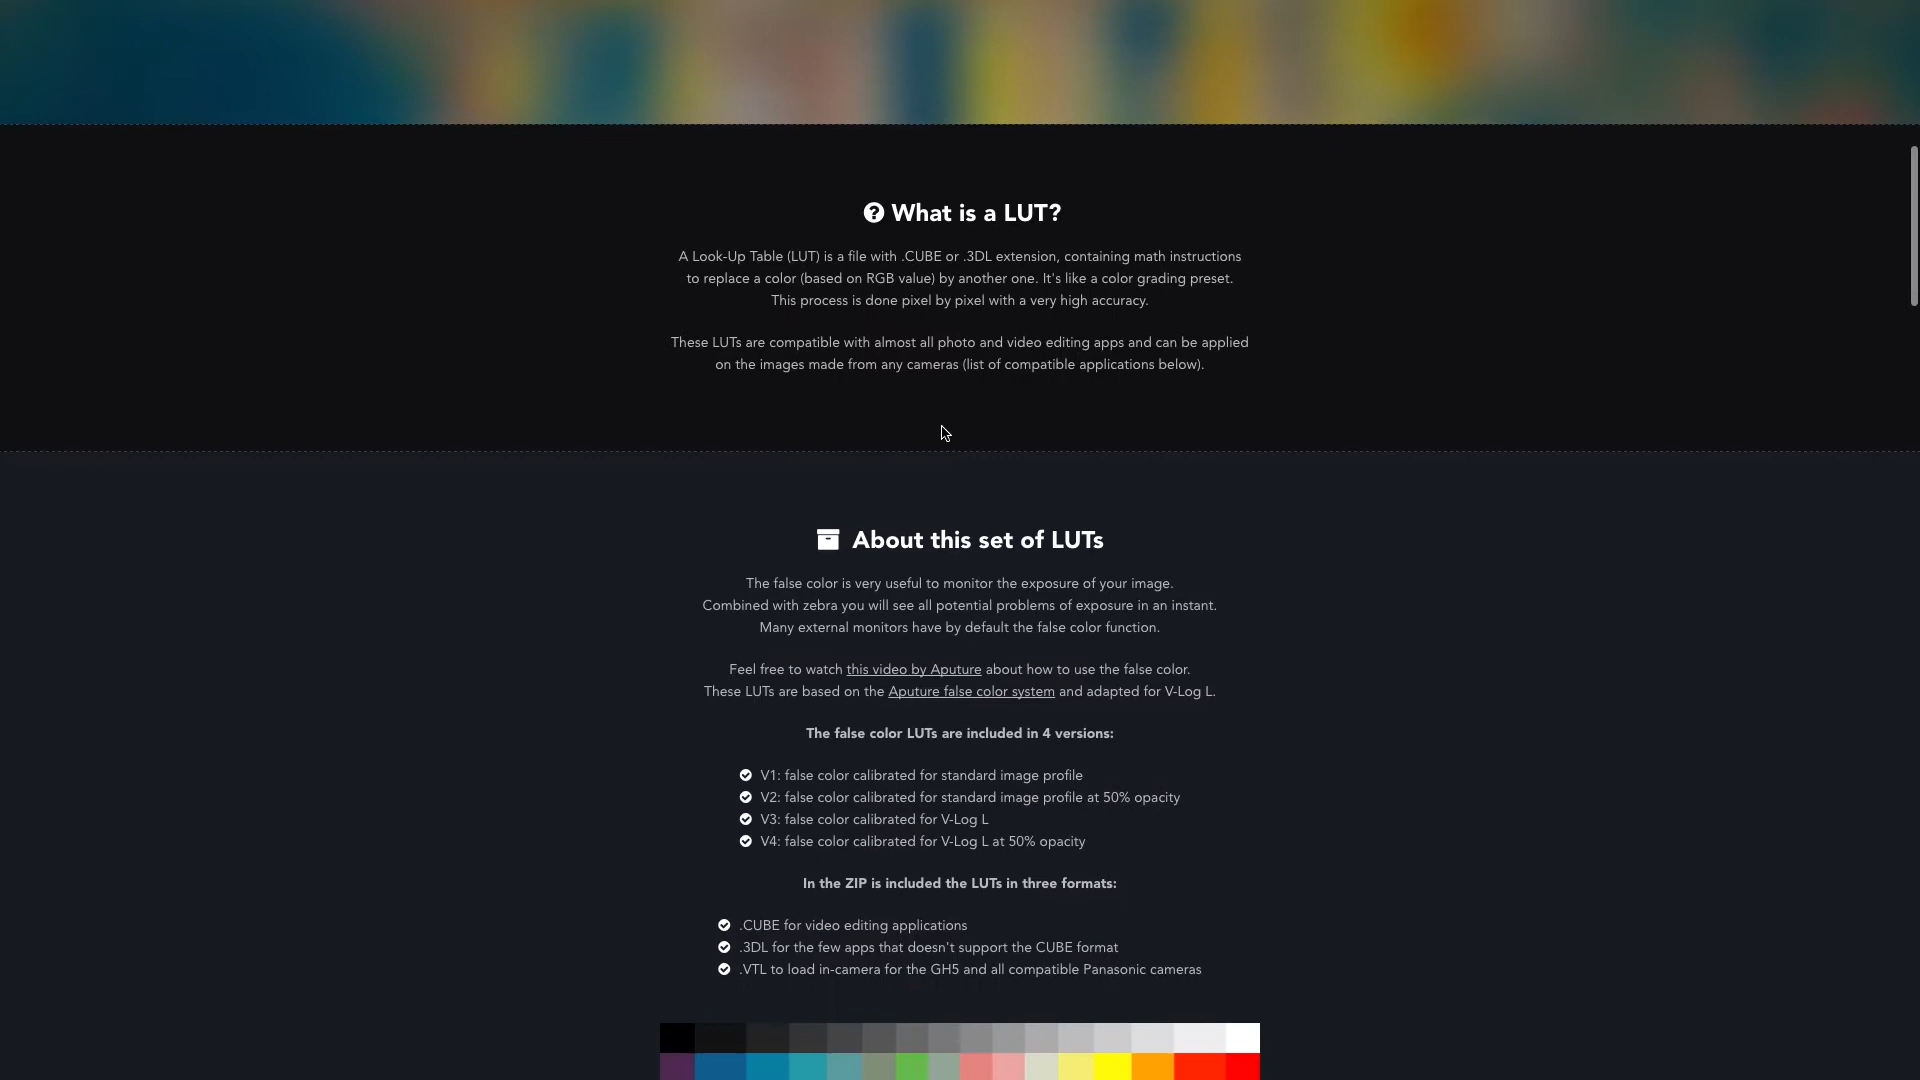 What is a LUT?
A Look-Up Table (LUT) is a file with .CUBE or .3DL extension, containing math instructions
to replace a color (based on RGB value) by another one. It's like a color grading preset.
This process is done pixel by pixel with a very high accuracy.
These LUTs are compatible with almost all photo and video editing apps and can be applied
on the images made from any cameras (list of compatible applications below).
About this set of LUTs
The false color is very useful to monitor the exposure of your image.
Combined with zebra you will see all potential problems of exposure in an instant.
Many external monitors have by default the false color function.
Feel free to watch this video by Aputure about how to use the false color.
These LUTs are based on the Aputure false color system and adapted for V-Log L.
The false color LUTs are included in 4 versions:
V1: false color calibrated for standard image profile
V2: false color calibrated for standard image profile at 50% opacity
V3: false color calibrated for V-Log L
V4: false color calibrated for V-Log L at 50% opacity
In the ZIP is included the LUTs in three formats:
.CUBE for video editing applications
.3DL for the few apps that doesn't support the CUBE format
.VTL to load in-camera for the GH5 and all compatible Panasonic cameras